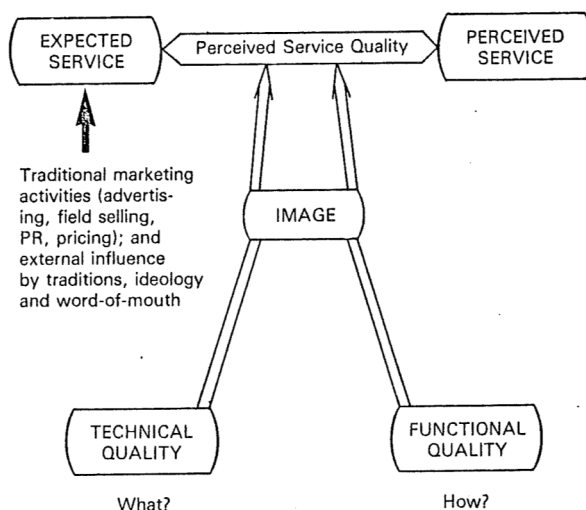 EXPECTED
SERVICE
Perceived Service Quality
PERCEIVED
SERVICE
Traditional marketing
activities (advertis-
ing, field selling,
PR, pricing); and
external influence
by traditions, ideology
and word-of-mouth
IMAGE
TECHNICAL
QUALITY
FUNCTIONAL
QUALITY
What?
How?